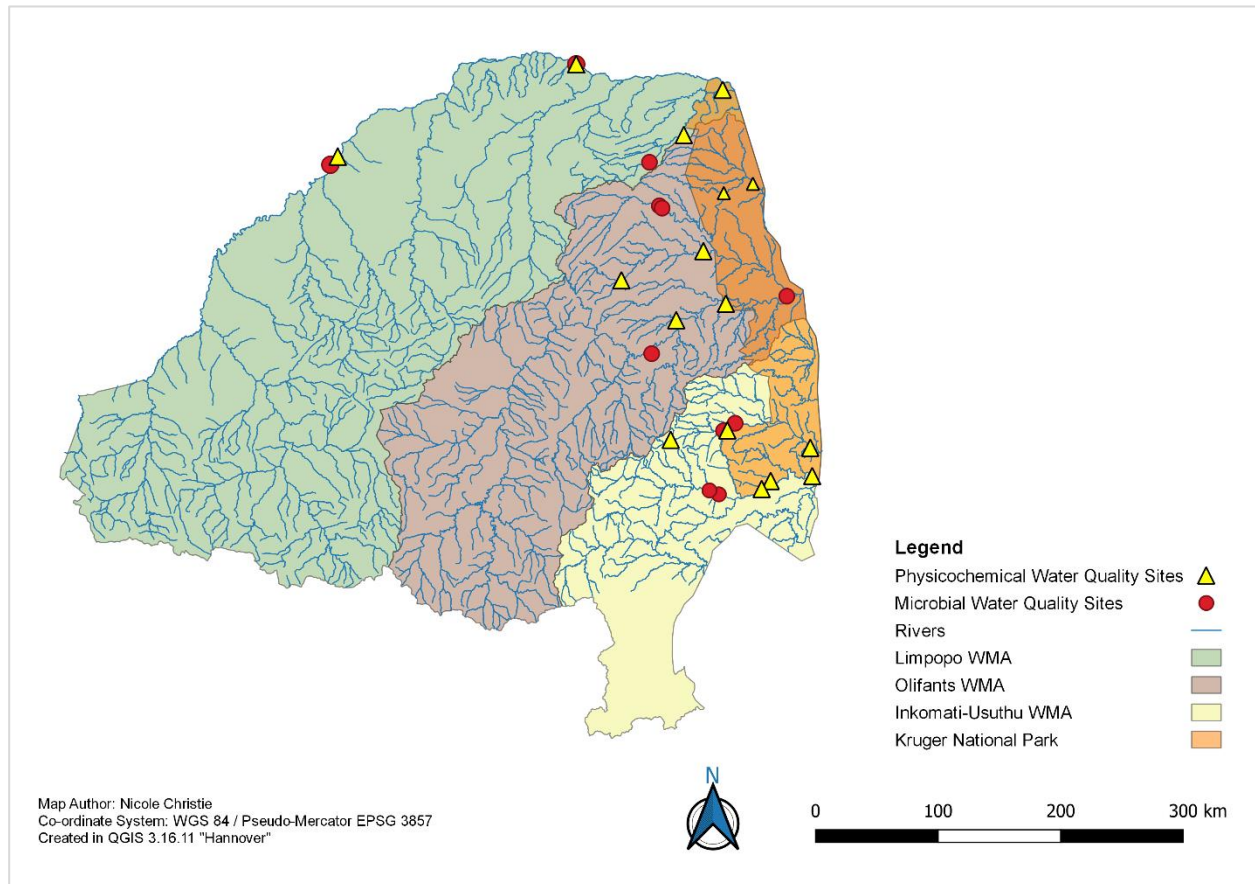 Legend
Physicochemical Water Quality Sites
Microbial Water Quality Sites
Rivers
Limpopo WMA
Olifants WMA
Inkomati-Usuthu WMA
Kruger National Park
N
0 100 200 300 km
Map Author: Nicole Christie
Co-ordinate System: WGS 84 / Pseudo-Mercator EPSG 3857
Created in QGIS 3.16.11 "Hannover"